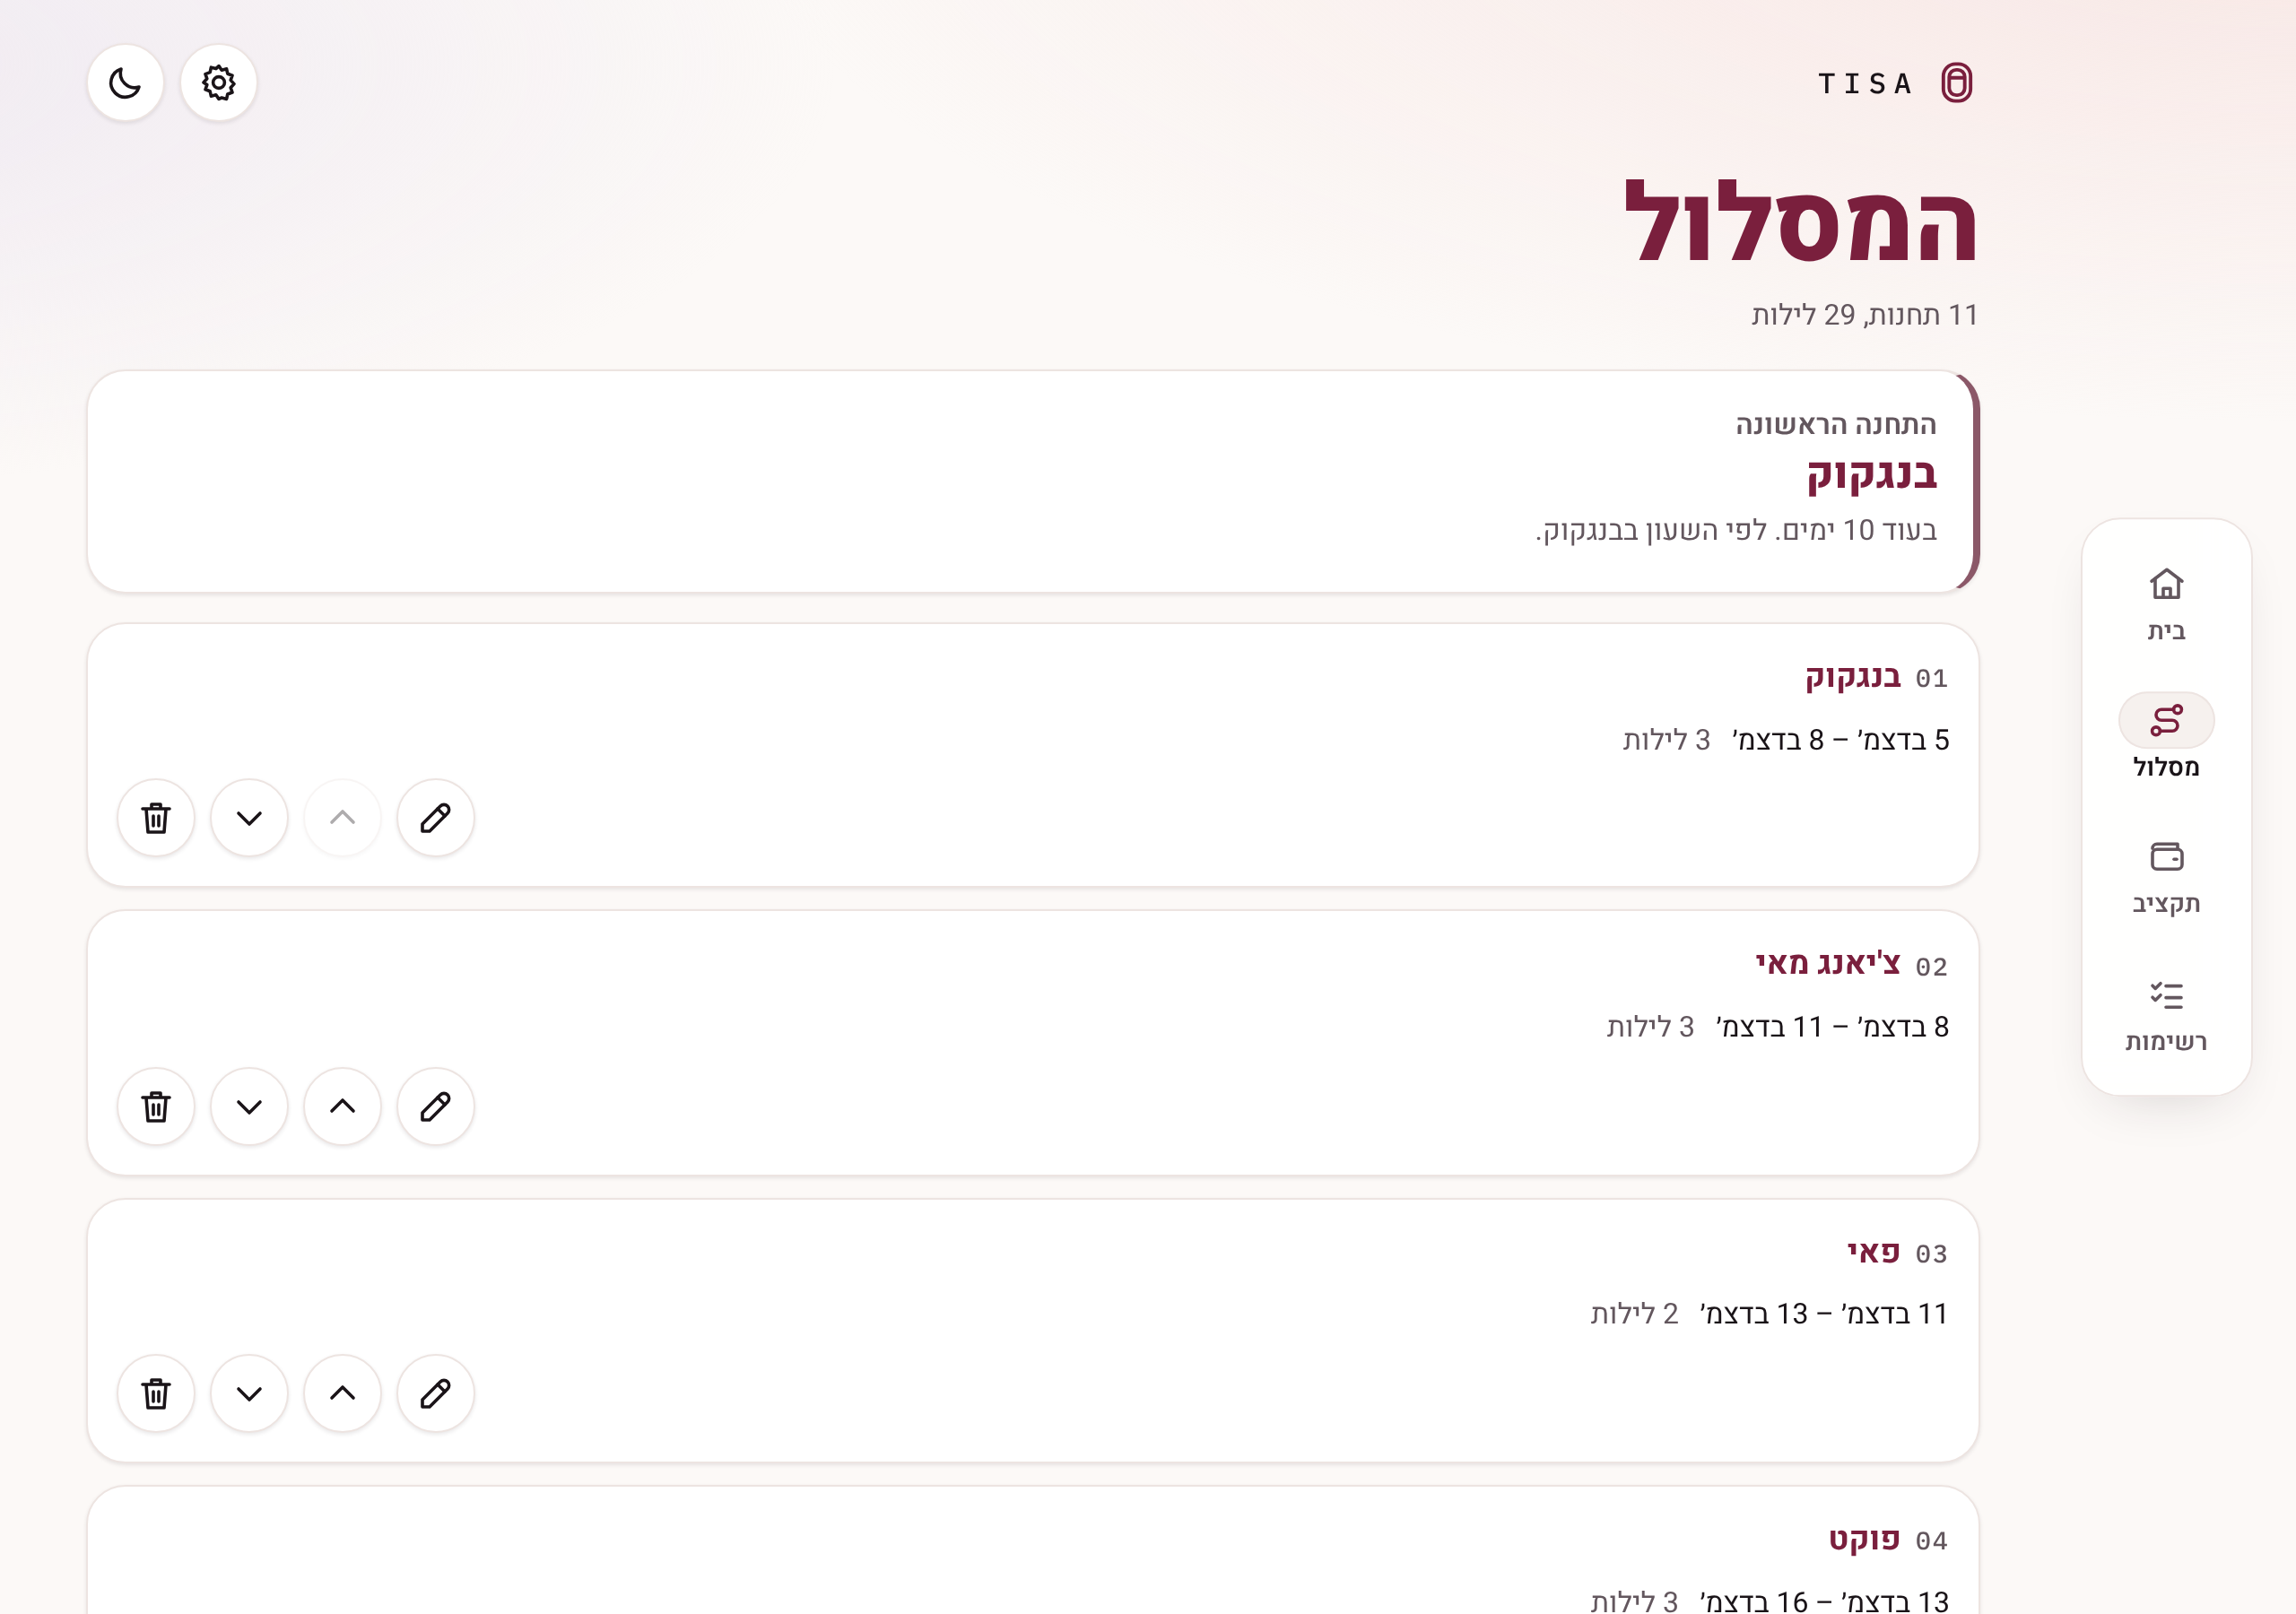 TISA
המסלול
11 תחנות, 29 לילות
התחנה הראשונה
בנגקוק
בעוד 10 ימים. לפי השעון בבנגקוק.
01 בנגקוק
5 בדצמ׳ – 8 בדצמ׳ 3 לילות
02 צ'יאנג מאי
8 בדצמ׳ – 11 בדצמ׳ 3 לילות
03 פאי
11 בדצמ׳ – 13 בדצמ׳ 2 לילות
04 פוקט
13 בדצמ׳ – 16 בדצמ׳ 3 לילות
בית
מסלול
תקציב
רשימות